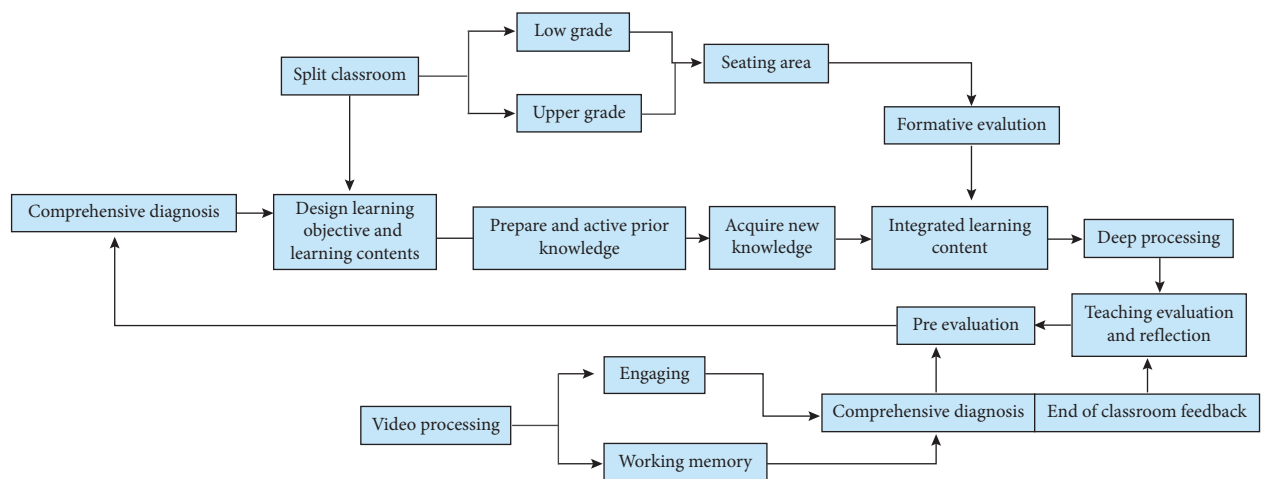 Low grade
Split classroom
Seating area
Upper grade
Formative evalution
Comprehensive diagnosis
Design learning
objective and
learning contents
Prepare and active prior
knowledge
Acquire new
knowledge
Integrated learning
content
Deep processing
Teaching evaluation
and reflection
Pre evaluation
Engaging
Video processing
Comprehensive diagnosis
End of classroom feedback
Working memory